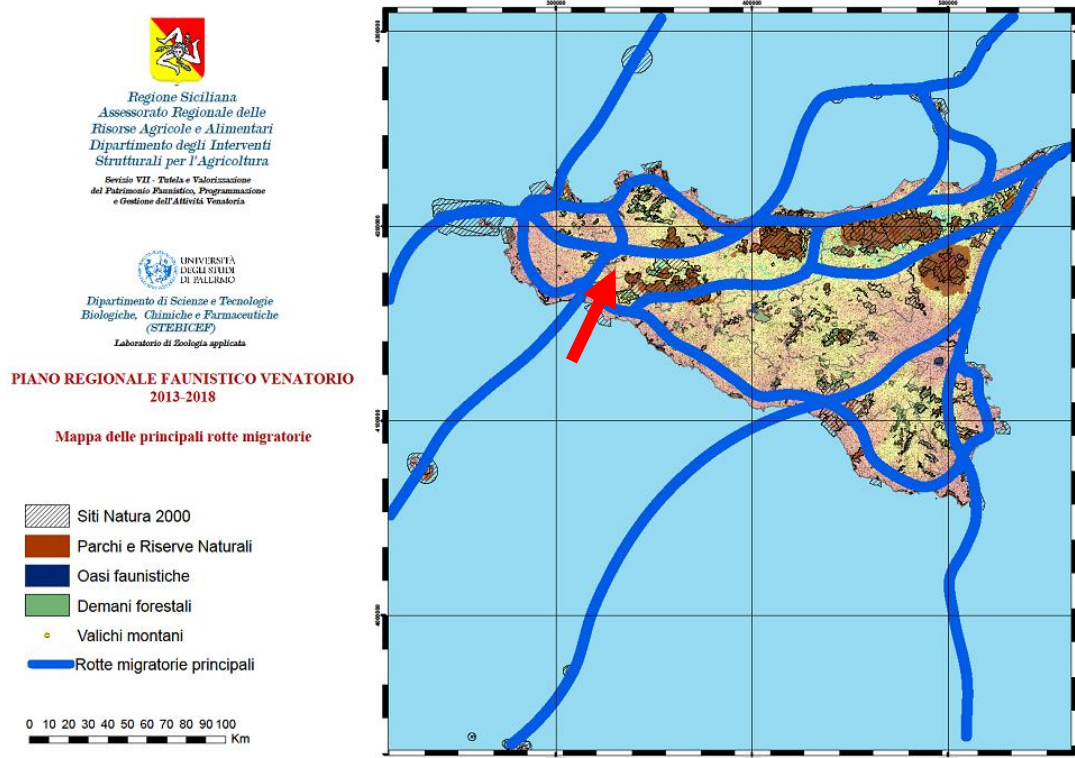 Regione Siciliana
Assessorato Regionale delle
Risorse Agricole e Alimentari
Dipartimento degli Interventi
Strutturali per l'Agricoltura
Sevizio VII - Tutela e Valorizzazione
del Patrimonio Faunistico, Programmazione
e Gestione dell'Attività Venatoria
UNIVERSITÀ
DEGLI STUDI
DI PALERMO
Dipartimento di Scienze e Tecnologie
Biologiche, Chimiche e Farmaceutiche
(STEBICEF)
Laboratorio di Zoologia applicata
PIANO REGIONALE FAUNISTICO VENATORIO
2013-2018
Mappa delle principali rotte migratorie
Siti Natura 2000
Parchi e Riserve Naturali
Oasi faunistiche
Demani forestali
Valichi montani
Rotte migratorie principali
0 10 20 30 40 50 60 70 80 90 100
Km